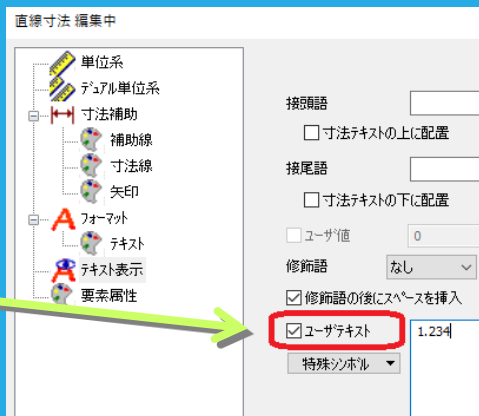 直線寸法 編集中
単位系
デュアル単位系
寸法補助
補助線
寸法線
矢印
フォーマット
テキスト
テキスト表示
要素属性
接頭語
寸法テキストの上に配置
接尾語
寸法テキストの下に配置
ユーザ値
0
修飾語
なし
修飾語の後にスペースを挿入
ユーザテキスト
1.234
特殊シンボル